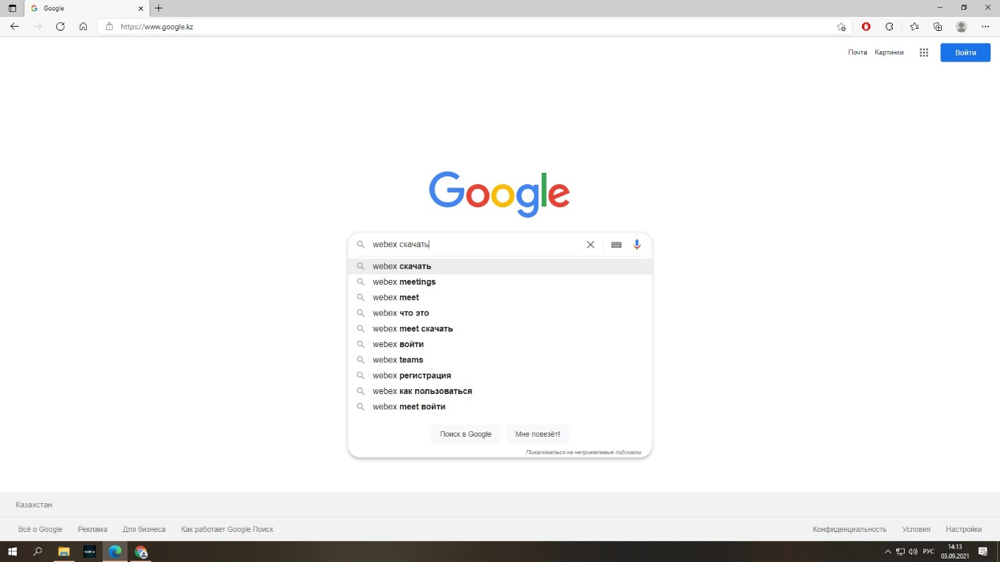 Google
https://www.google.kz
Почта Картинки Войти
Google
webex скачать
webex скачать
webex meetings
webex meet
webex что это
webex meet скачать
webex войти
webex teams
webex регистрация
webex как пользоваться
webex meet войти
Поиск в Google Мне повезёт!
Пожаловаться на неприемлемые подсказки
Казахстан
Всё о Google Реклама Для бизнеса Как работает Google Поиск Конфиденциальность Условия Настройки
РУС
14:13
03.09.2021